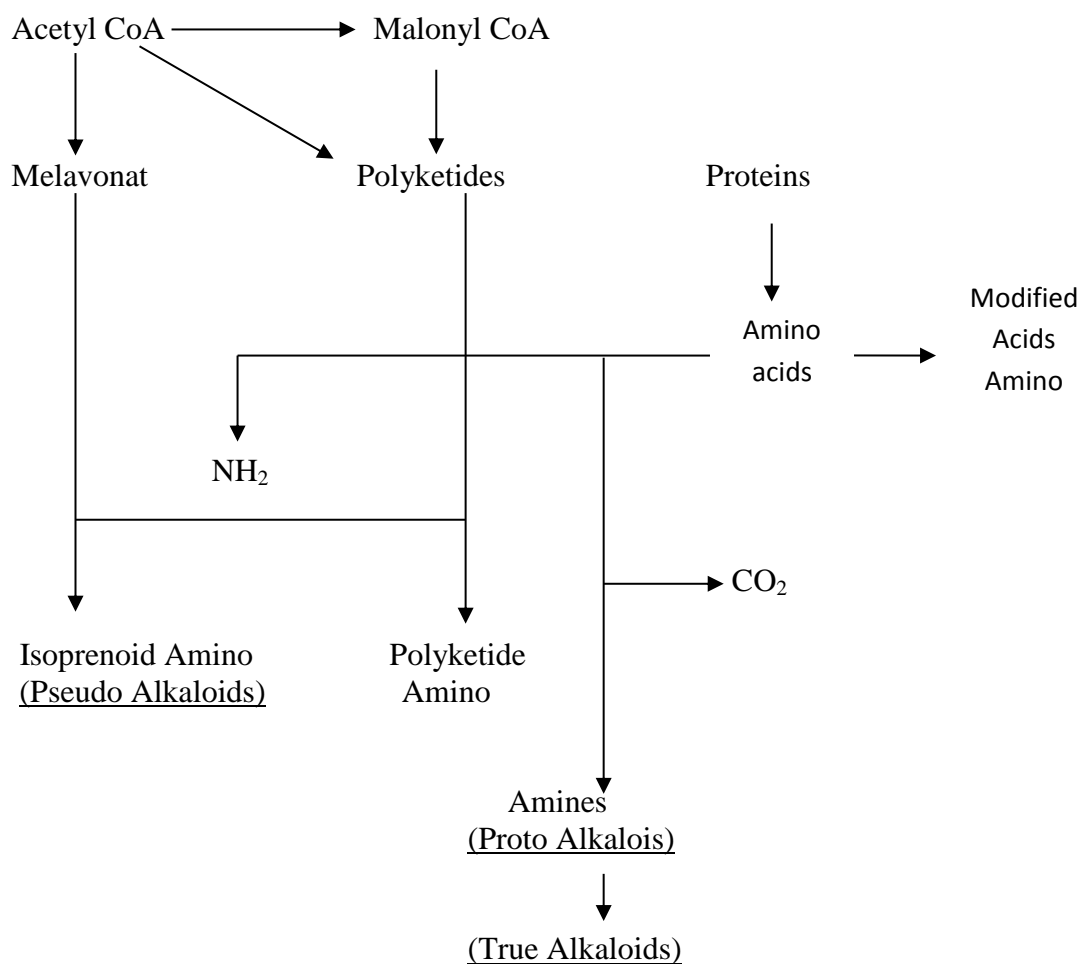 Acetyl CoA
Malonyl CoA
Melavonat
Polyketides
Proteins
Amino
acids
Modified
Acids
Amino
NH₂
CO₂
Isoprenoid Amino
(Pseudo Alkaloids)
Polyketide
Amino
Amines
(Proto Alkalois)
(True Alkaloids)